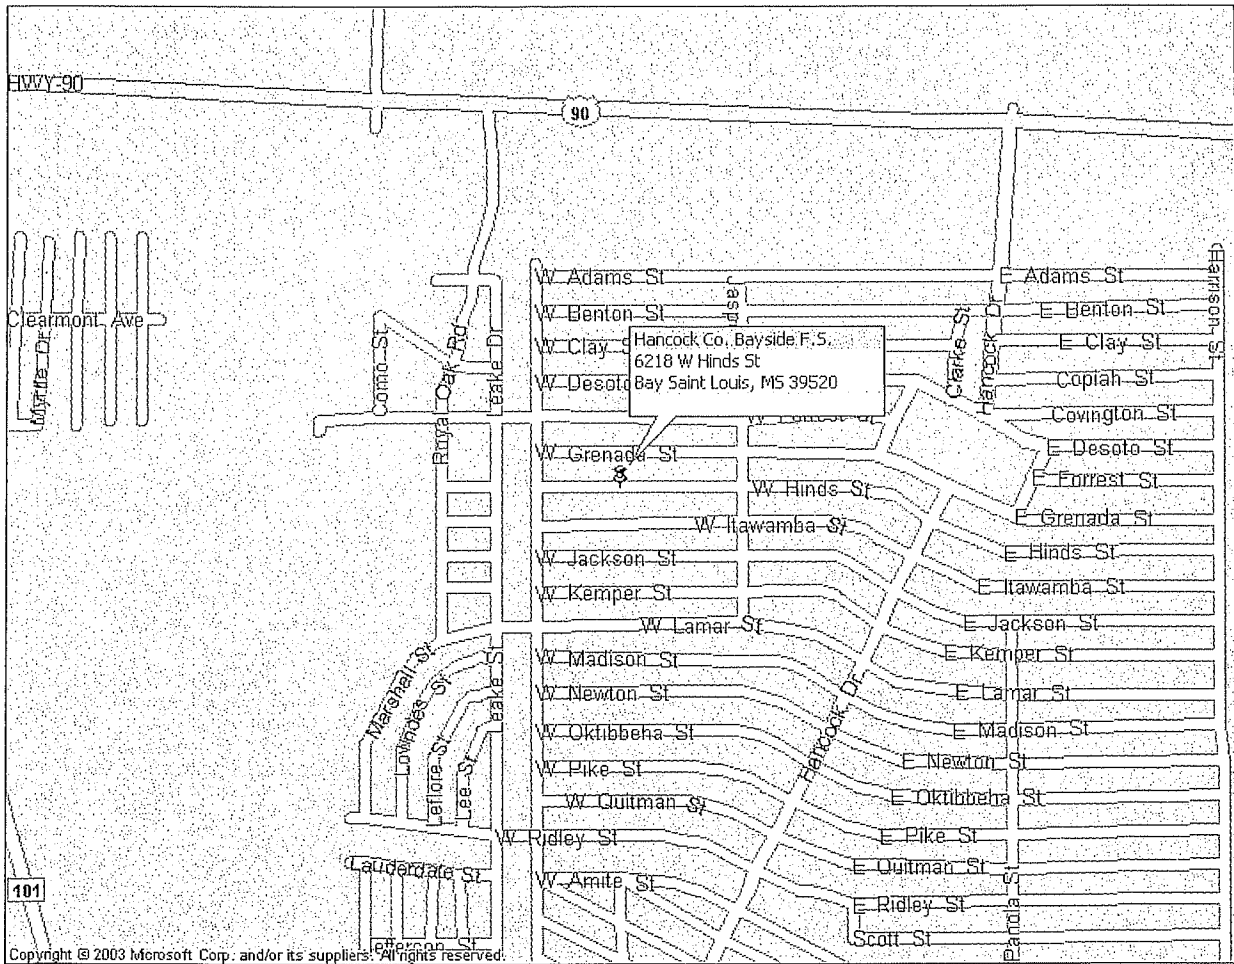 HWY-90
90
W Adams St
E Adams St
Harrison St
W Benton St
E Benton St
Clearmont Ave
Myrtle Dr
Como St
Royal Oak Rd
Leake Dr
W Clay S
Clarke St
Hancock Dr
E Clay St
Hancock Co. Bayside F.S.
6218 W Hinds St
Bay Saint Louis, MS 39520
W Desoto
Copiah St
Covington St
W Grenada St
E Desoto St
E Forrest St
W Hinds St
E Grenada St
W Itawamba St
E Hinds St
W Jackson St
E Itawamba St
W Kemper St
E Jackson St
W Lamar St
E Kemper St
Marshall St
Lowndes St
Leflore St
Lee St
Leake St
W Madison St
W Newton St
E Lamar St
W Oktibbeha St
E Madison St
Hancock Dr
W Pike St
E Newton St
W Quitman St
E Oktibbeha St
W Ridley St
E Pike St
Lauderdale St
E Quitman St
W Amite St
E Ridley St
Panola St
101
Scott St
Jefferson St
Copyright © 2003 Microsoft Corp. and/or its suppliers. All rights reserved.